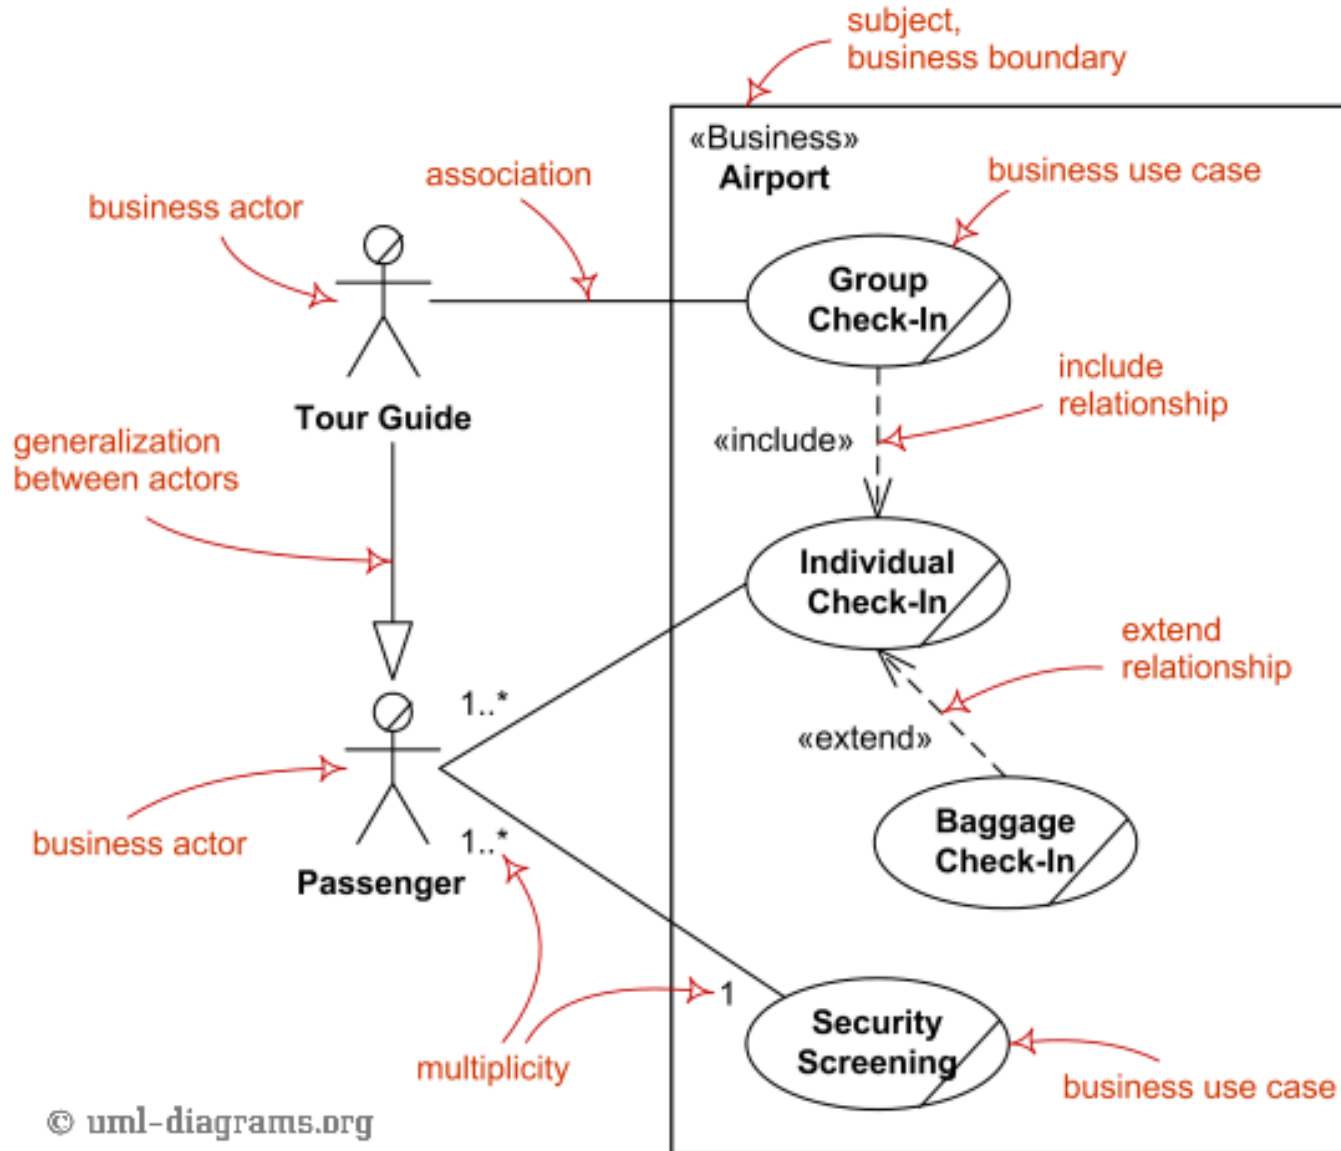 subject,
business boundary
«Business»
Airport
association
business use case
business actor
Group
Check-In
include
relationship
Tour Guide
«include»
generalization
between actors
Individual
Check-In
extend
relationship
1..*
«extend»
business actor
1..*
Baggage
Check-In
Passenger
1
Security
Screening
multiplicity
business use case
© uml-diagrams.org